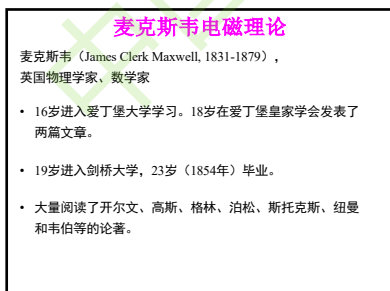 麦克斯韦电磁理论
麦克斯韦（James Clerk Maxwell, 1831-1879），
英国物理学家、数学家
• 16岁进入爱丁堡大学学习。18岁在爱丁堡皇家学会发表了
两篇文章。
• 19岁进入剑桥大学，23岁（1854年）毕业。
• 大量阅读了开尔文、高斯、格林、泊松、斯托克斯、纽曼
和韦伯等的论著。